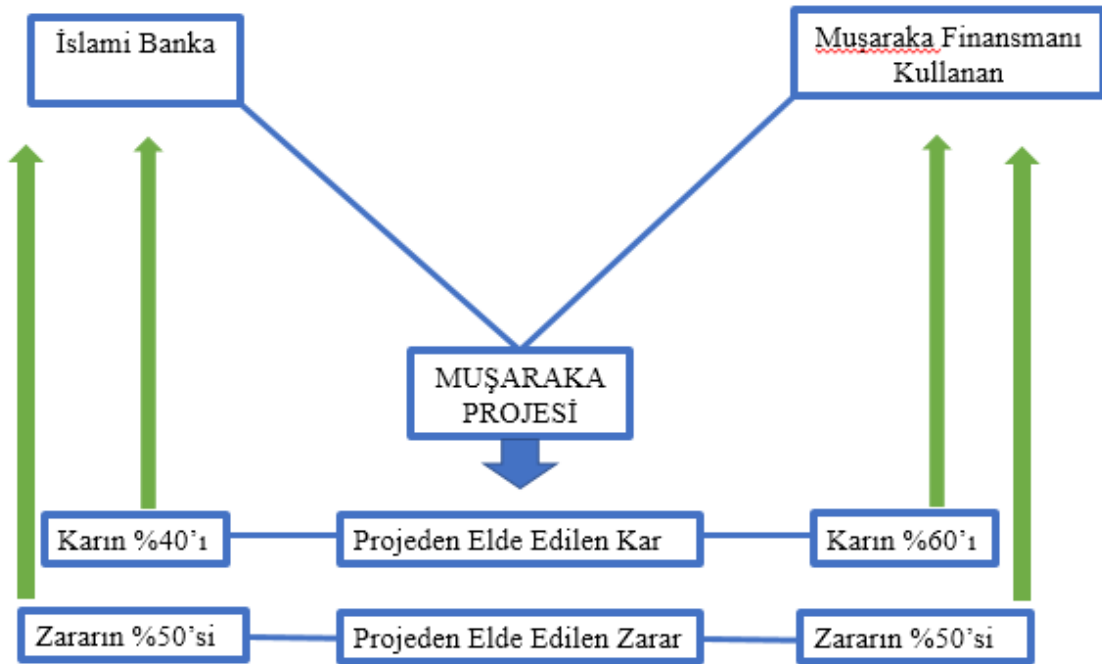 İslami Banka
Muşaraka Finansmanı
Kullanan
MUŞARAKA
PROJESİ
Karın %40’ı
Projeden Elde Edilen Kar
Karın %60’ı
Zararın %50’si
Projeden Elde Edilen Zarar
Zararın %50’si